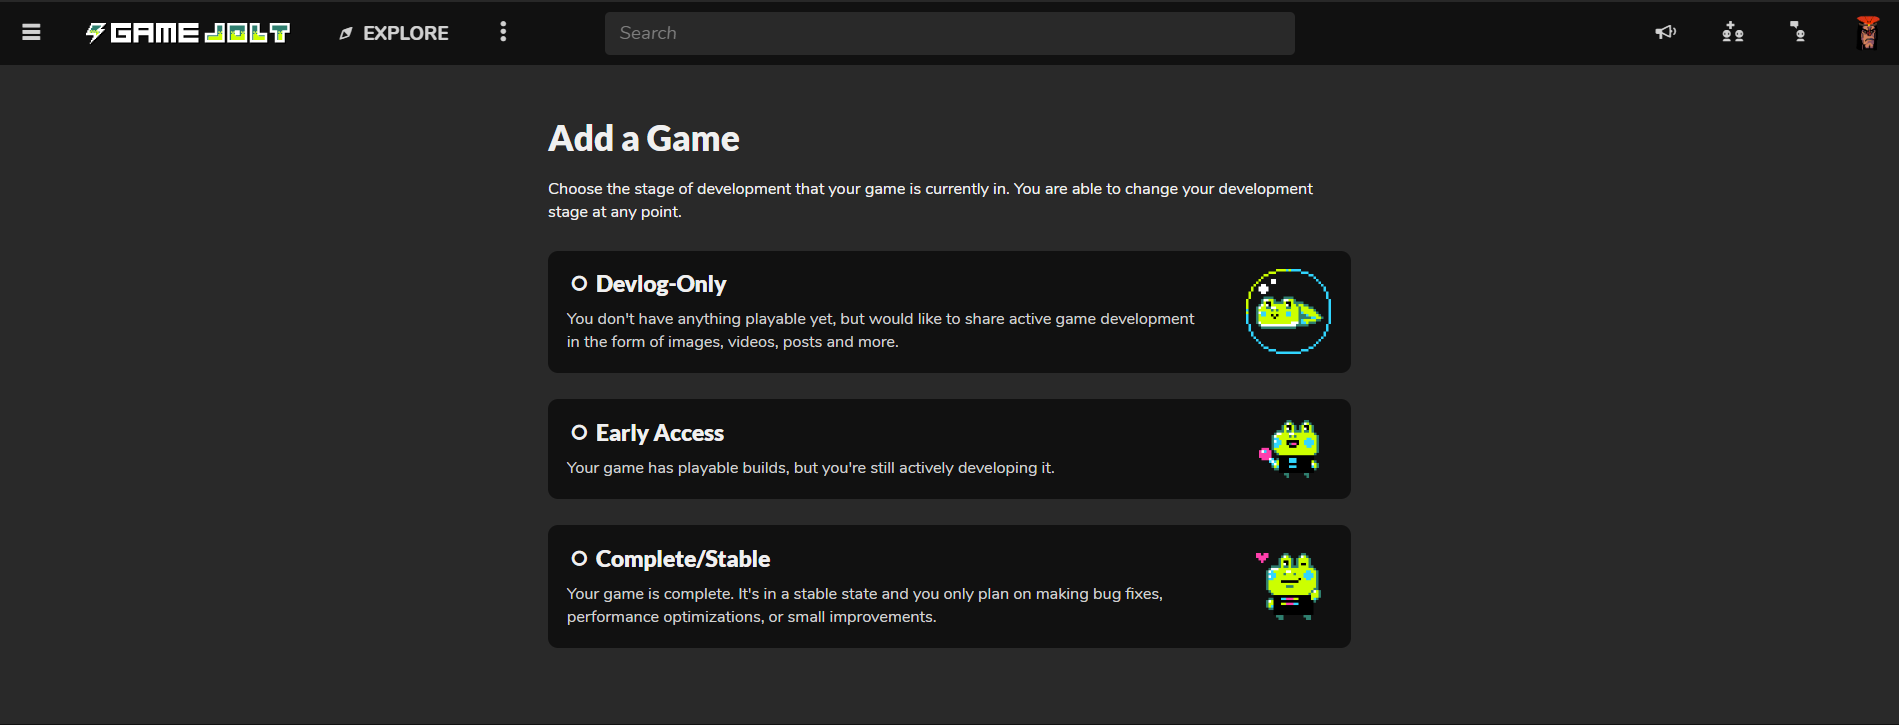 GAME JOLT
EXPLORE
Search
Add a Game
Choose the stage of development that your game is currently in. You are able to change your development
stage at any point.
Devlog-Only
You don't have anything playable yet, but would like to share active game development
in the form of images, videos, posts and more.
Early Access
Your game has playable builds, but you're still actively developing it.
Complete/Stable
Your game is complete. It's in a stable state and you only plan on making bug fixes,
performance optimizations, or small improvements.